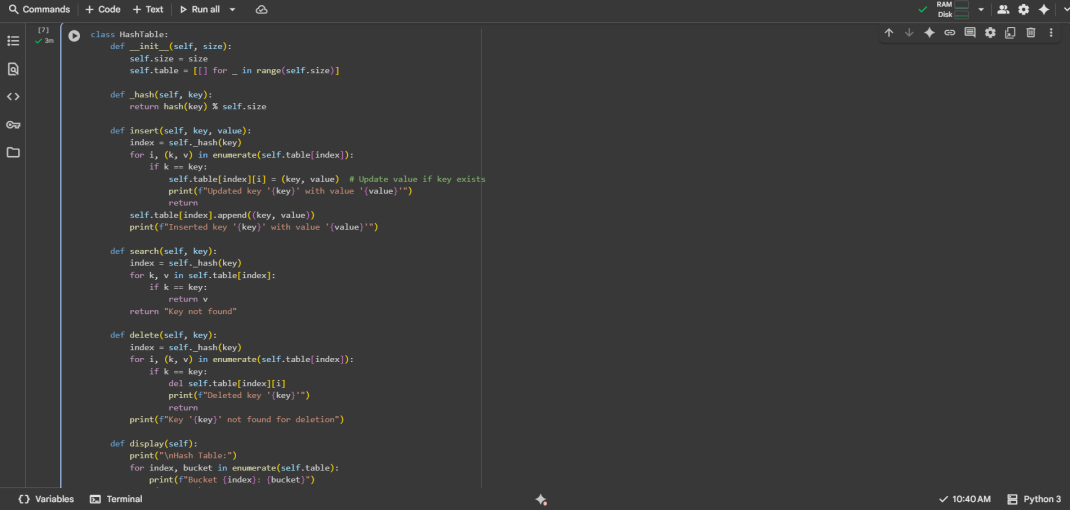 Commands + Code + Text Run all
RAM
Disk
[7]
3m
class HashTable:
    def __init__(self, size):
        self.size = size
        self.table = [[] for _ in range(self.size)]

    def _hash(self, key):
        return hash(key) % self.size

    def insert(self, key, value):
        index = self._hash(key)
        for i, (k, v) in enumerate(self.table[index]):
            if k == key:
                self.table[index][i] = (key, value)  # Update value if key exists
                print(f"Updated key '{key}' with value '{value}'")
                return
        self.table[index].append((key, value))
        print(f"Inserted key '{key}' with value '{value}'")

    def search(self, key):
        index = self._hash(key)
        for k, v in self.table[index]:
            if k == key:
                return v
        return "Key not found"

    def delete(self, key):
        index = self._hash(key)
        for i, (k, v) in enumerate(self.table[index]):
            if k == key:
                del self.table[index][i]
                print(f"Deleted key '{key}'")
                return
        print(f"Key '{key}' not found for deletion")

    def display(self):
        print("\nHash Table:")
        for index, bucket in enumerate(self.table):
            print(f"Bucket {index}: {bucket}")
{} Variables Terminal
10:40 AM Python 3